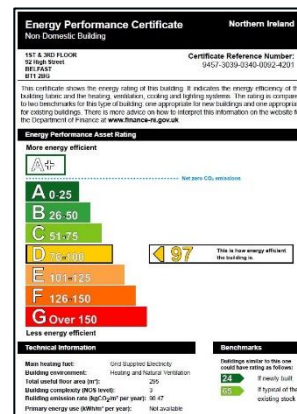 Energy Performance Certificate
Northern Ireland
Non Domestic Building
1ST & 3RD FLOOR
92 High Street
BELFAST
BT1 2BG
Certificate Reference Number:
9457-3039-0340-0092-4201
This certificate shows the energy rating of this building. It indicates the energy efficiency of the
building fabric and the heating, ventilation, cooling and lighting systems. The rating is compared
to two benchmarks for this type of building: one appropriate for new buildings and one appropriate
for existing buildings. There is more advice on how to interpret this information on the website for
the Department of Finance at www.finance-ni.gov.uk
Energy Performance Asset Rating
More energy efficient
A+
Net zero CO₂ emissions
A 0-25
B 26-50
C 51-75
D 76-100
97
This is how energy efficient
the building is.
E 101-125
F 126-150
G Over 150
Less energy efficient
Technical Information
Main heating fuel: Grid Supplied Electricity
Building environment: Heating and Natural Ventilation
Total useful floor area (m²): 295
Building complexity (NOS level): 3
Building emission rate (kgCO₂/m² per year):
Primary energy use (kWh/m² per year): Not available
Benchmarks
Buildings similar to this one
could have rating as follows:
24 If newly built
65 If typical of the
existing stock